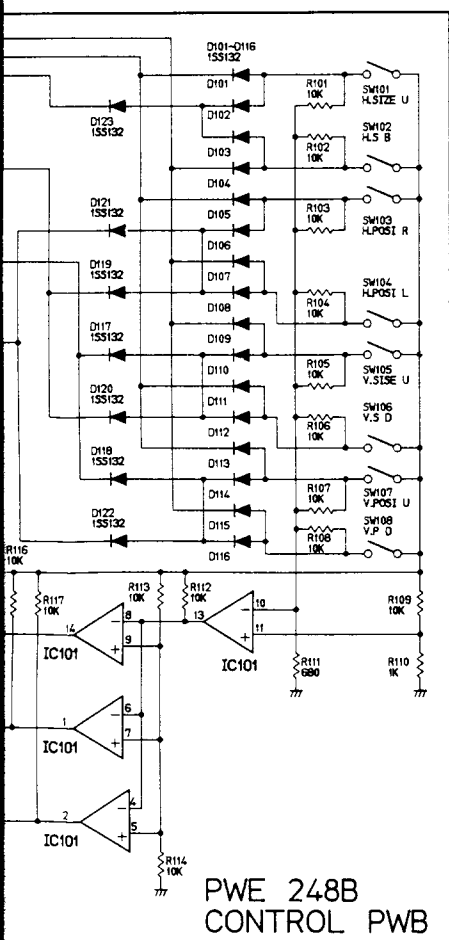 D101~D116
1SS132
D101
D102
D123
1SS132
D103
D104
D121
1SS132
D105
D106
D119
1SS132
D107
D108
D117
1SS132
D109
D110
D120
1SS132
D111
D112
D118
1SS132
D113
D114
D122
1SS132
D115
D116
R101
10K
SW101
H.SIZE U
R102
10K
SW102
H.S B
R103
10K
SW103
H.POSI R
R104
10K
SW104
H.POSI L
R105
10K
SW105
V.SISE U
R106
10K
SW106
V.S D
R107
10K
SW107
V.POSI U
R108
10K
SW108
V.P D
R116
10K
R117
10K
R113
10K
R112
10K
R109
10K
14
8
9
IC101
13
10
11
IC101
R111
680
R110
1K
1
6
7
IC101
2
4
5
IC101
R114
10K
- + - + - + - +
PWE 248B
CONTROL PWB